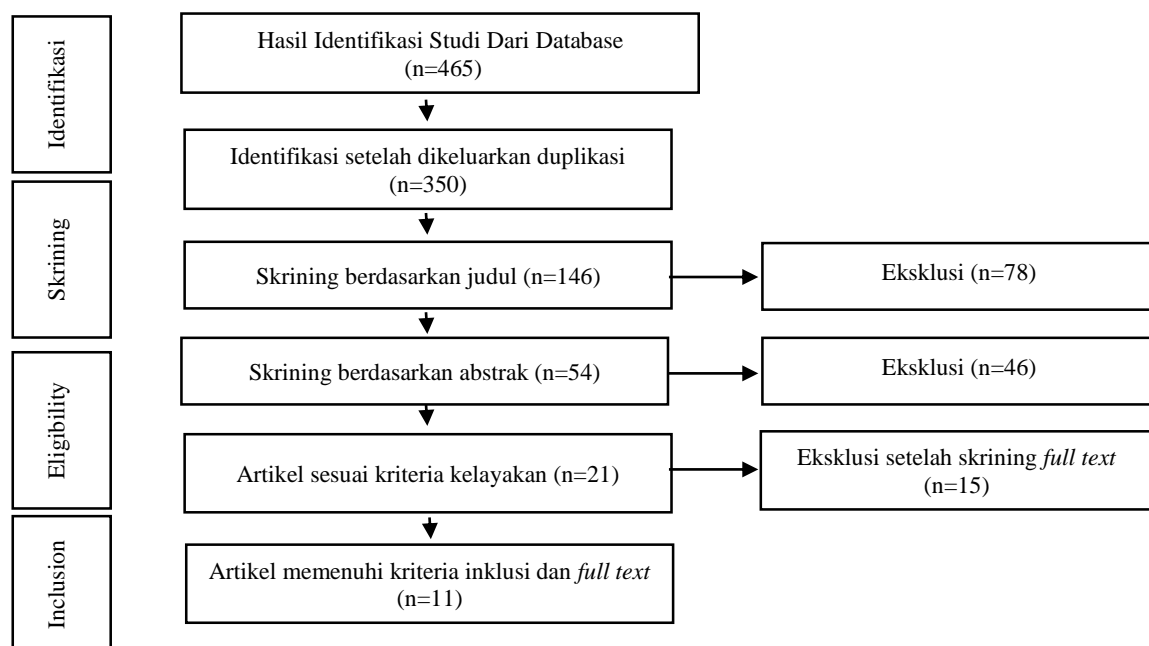 Identifikasi
Hasil Identifikasi Studi Dari Database
(n=465)
Identifikasi setelah dikeluarkan duplikasi
(n=350)
Skrining
Skrining berdasarkan judul (n=146)
Eksklusi (n=78)
Skrining berdasarkan abstrak (n=54)
Eksklusi (n=46)
Eligibility
Artikel sesuai kriteria kelayakan (n=21)
Eksklusi setelah skrining full text
(n=15)
Inclusion
Artikel memenuhi kriteria inklusi dan full text
(n=11)